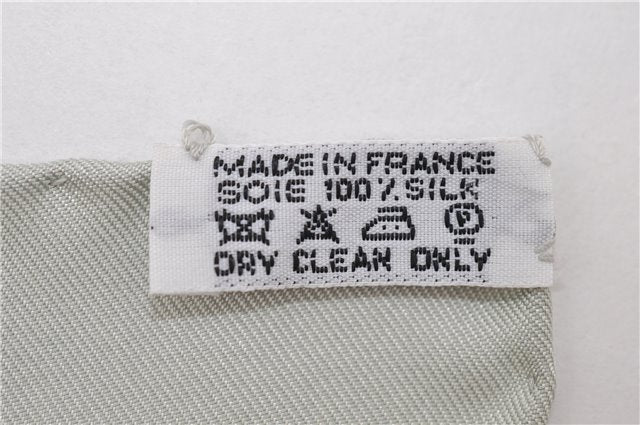 MADE IN FRANCE
SOIE 100% SILK
P
DRY CLEAN ONLY